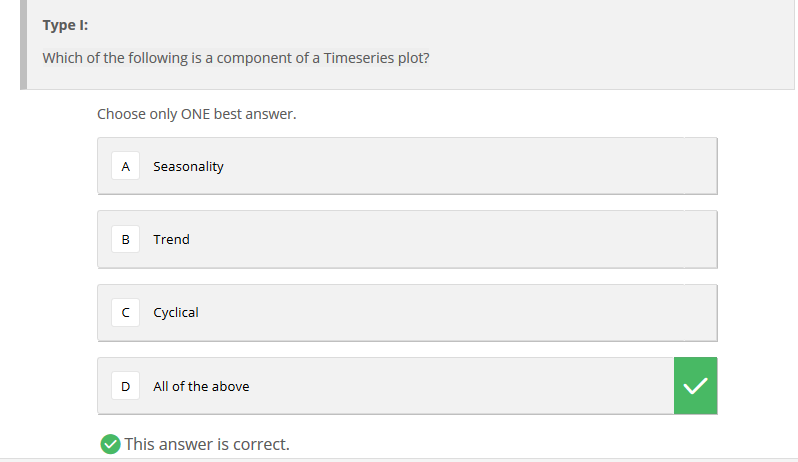 Type I:
Which of the following is a component of a Timeseries plot?
Choose only ONE best answer.
A Seasonality
B Trend
C Cyclical
D All of the above
This answer is correct.